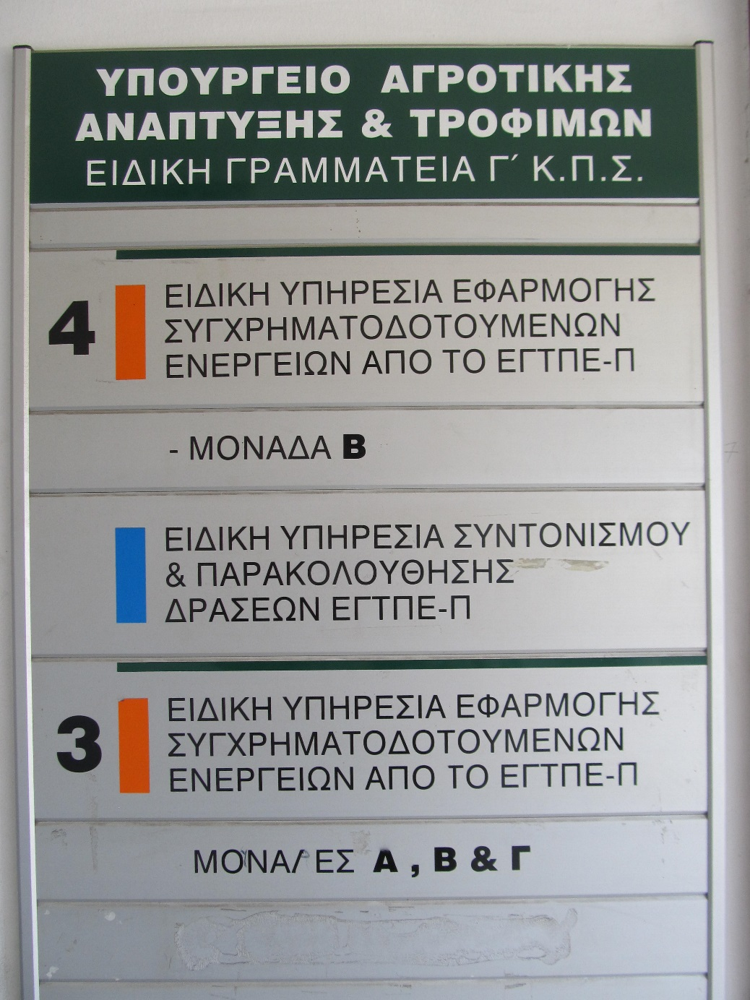 ΥΠΟΥΡΓΕΙΟ ΑΓΡΟΤΙΚΗΣ
ΑΝΑΠΤΥΞΗΣ & ΤΡΟΦΙΜΩΝ
ΕΙΔΙΚΗ ΓΡΑΜΜΑΤΕΙΑ Γ΄ Κ.Π.Σ.
4
ΕΙΔΙΚΗ ΥΠΗΡΕΣΙΑ ΕΦΑΡΜΟΓΗΣ
ΣΥΓΧΡΗΜΑΤΟΔΟΤΟΥΜΕΝΩΝ
ΕΝΕΡΓΕΙΩΝ ΑΠΟ ΤΟ ΕΓΤΠΕ-Π
- ΜΟΝΑΔΑ Β
ΕΙΔΙΚΗ ΥΠΗΡΕΣΙΑ ΣΥΝΤΟΝΙΣΜΟΥ
& ΠΑΡΑΚΟΛΟΥΘΗΣΗΣ
ΔΡΑΣΕΩΝ ΕΓΤΠΕ-Π
3
ΕΙΔΙΚΗ ΥΠΗΡΕΣΙΑ ΕΦΑΡΜΟΓΗΣ
ΣΥΓΧΡΗΜΑΤΟΔΟΤΟΥΜΕΝΩΝ
ΕΝΕΡΓΕΙΩΝ ΑΠΟ ΤΟ ΕΓΤΠΕ-Π
ΜΟΝΑΔΕΣ Α , Β & Γ